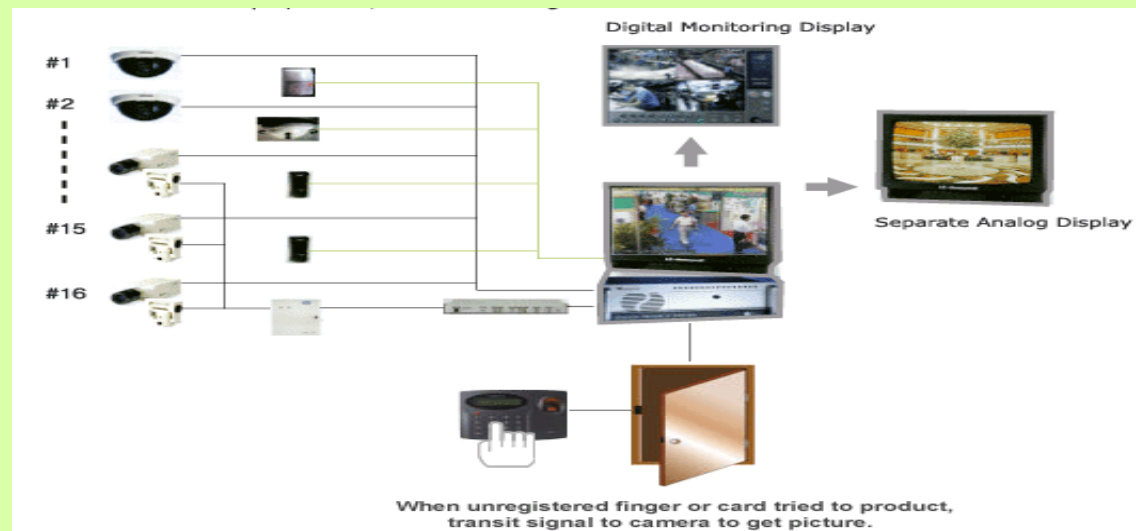 Digital Monitoring Display
#1
#2
Separate Analog Display
#15
#16
When unregistered finger or card tried to product,
transit signal to camera to get picture.